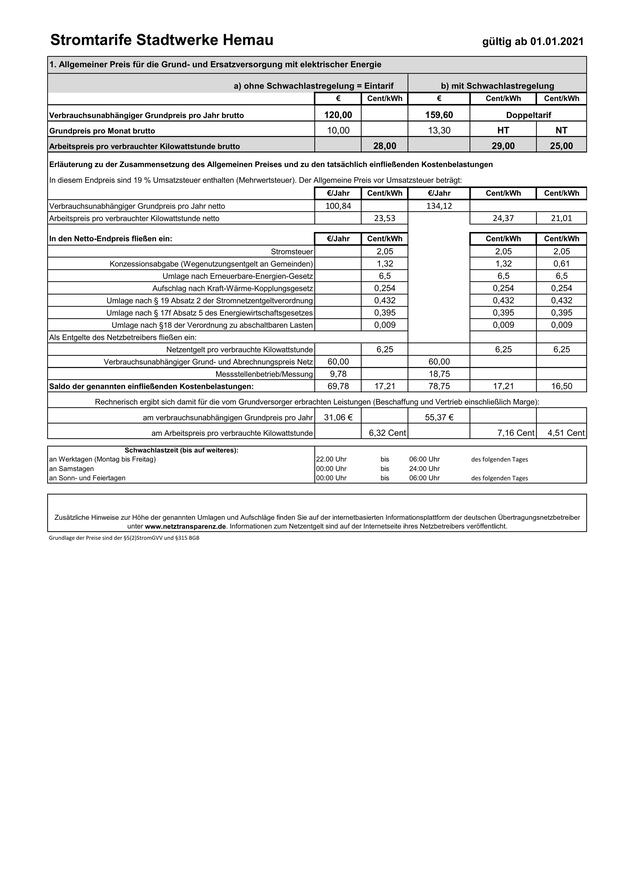 Stromtarife Stadtwerke Hemau gültig ab 01.01.2021
1. Allgemeiner Preis für die Grund- und Ersatzversorgung mit elektrischer Energie
a) ohne Schwachlastregelung = Eintarif b) mit Schwachlastregelung
€ Cent/kWh € Cent/kWh Cent/kWh
Verbrauchsunabhängiger Grundpreis pro Jahr brutto 120,00 159,60 Doppeltarif
Grundpreis pro Monat brutto 10,00 13,30 HT NT
Arbeitspreis pro verbrauchter Kilowattstunde brutto 28,00 29,00 25,00
Erläuterung zu der Zusammensetzung des Allgemeinen Preises und zu den tatsächlich einfließenden Kostenbelastungen
In diesem Endpreis sind 19 % Umsatzsteuer enthalten (Mehrwertsteuer). Der Allgemeine Preis vor Umsatzsteuer beträgt:
€/Jahr Cent/kWh €/Jahr Cent/kWh Cent/kWh
Verbrauchsunabhängiger Grundpreis pro Jahr netto 100,84 134,12
Arbeitspreis pro verbrauchter Kilowattstunde netto 23,53 24,37 21,01
In den Netto-Endpreis fließen ein: €/Jahr Cent/kWh Cent/kWh Cent/kWh
Stromsteuer 2,05 2,05 2,05
Konzessionsabgabe (Wegenutzungsentgelt an Gemeinden) 1,32 1,32 0,61
Umlage nach Erneuerbare-Energien-Gesetz 6,5 6,5 6,5
Aufschlag nach Kraft-Wärme-Kopplungsgesetz 0,254 0,254 0,254
Umlage nach § 19 Absatz 2 der Stromnetzentgeltverordnung 0,432 0,432 0,432
Umlage nach § 17f Absatz 5 des Energiewirtschaftsgesetzes 0,395 0,395 0,395
Umlage nach §18 der Verordnung zu abschaltbaren Lasten 0,009 0,009 0,009
Als Entgelte des Netzbetreibers fließen ein:
Netzentgelt pro verbrauchte Kilowattstunde 6,25 6,25 6,25
Verbrauchsunabhängiger Grund- und Abrechnungspreis Netz 60,00 60,00
Messstellenbetrieb/Messung 9,78 18,75
Saldo der genannten einfließenden Kostenbelastungen: 69,78 17,21 78,75 17,21 16,50
Rechnerisch ergibt sich damit für die vom Grundversorger erbrachten Leistungen (Beschaffung und Vertrieb einschließlich Marge):
am verbrauchsunabhängigen Grundpreis pro Jahr 31,06 € 55,37 €
am Arbeitspreis pro verbrauchte Kilowattstunde 6,32 Cent 7,16 Cent 4,51 Cent
Schwachlastzeit (bis auf weiteres):
an Werktagen (Montag bis Freitag) 22.00 Uhr bis 06:00 Uhr des folgenden Tages
an Samstagen 00:00 Uhr bis 24:00 Uhr
an Sonn- und Feiertagen 00:00 Uhr bis 06:00 Uhr des folgenden Tages
Zusätzliche Hinweise zur Höhe der genannten Umlagen und Aufschläge finden Sie auf der internetbasierten Informationsplattform der deutschen Übertragungsnetzbetreiber
unter www.netztransparenz.de. Informationen zum Netzentgelt sind auf der Internetseite ihres Netzbetreibers veröffentlicht.
Grundlage der Preise sind der §5(2)StromGVV und §315 BGB